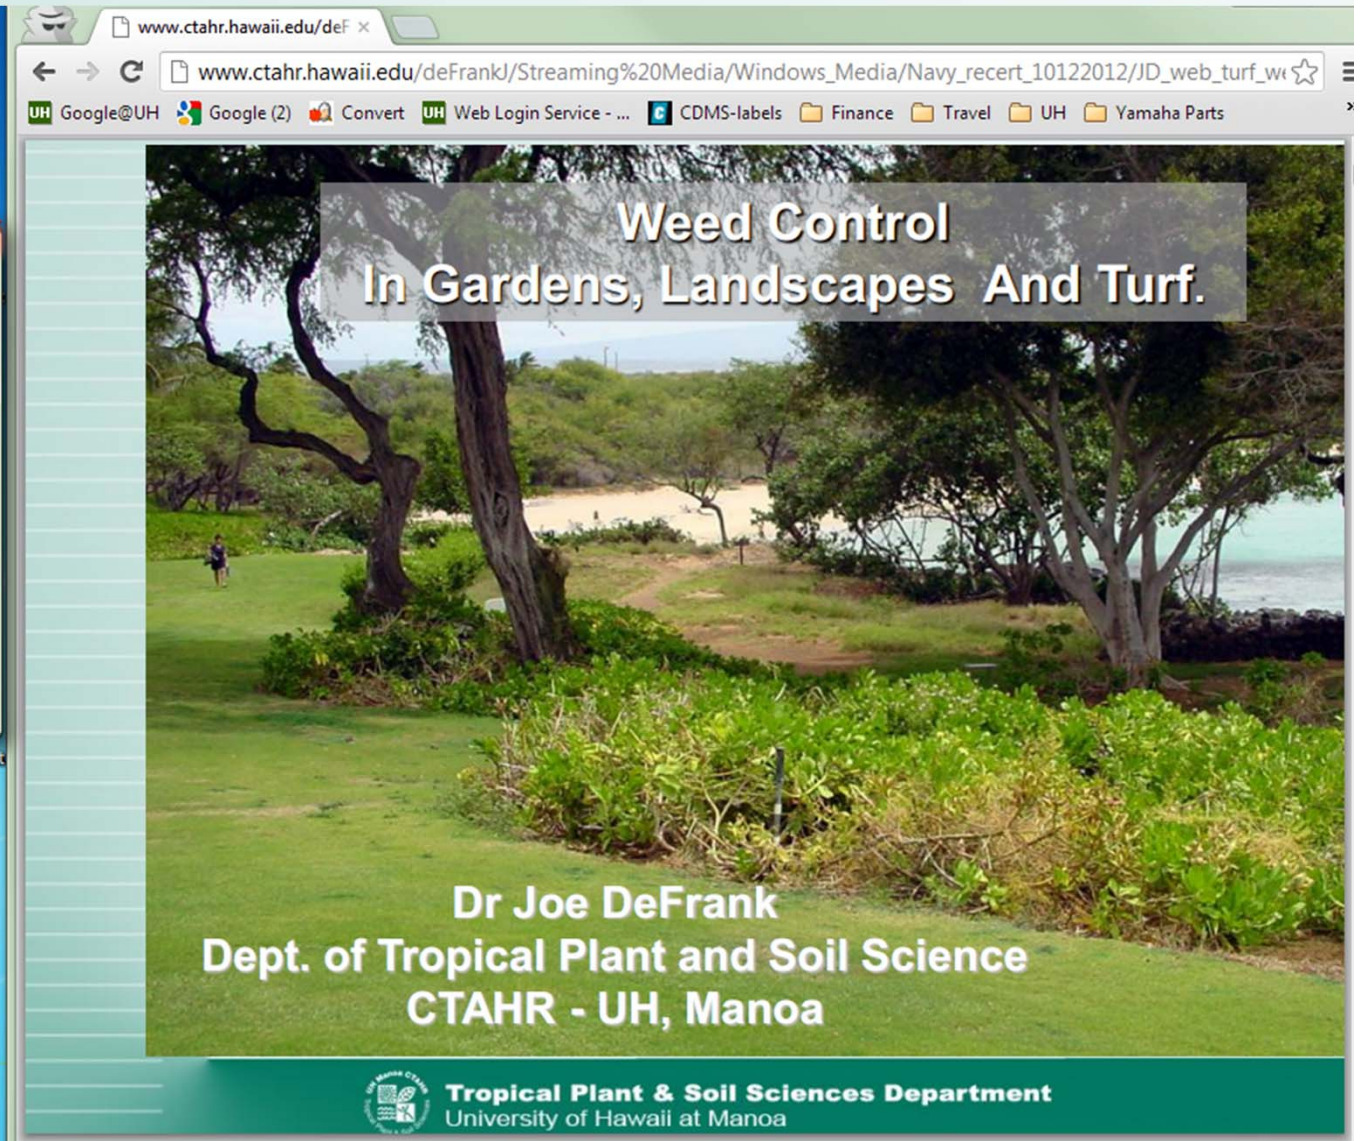 www.ctahr.hawaii.edu/deF
www.ctahr.hawaii.edu/deFrankJ/Streaming%20Media/Windows_Media/Navy_recert_10122012/JD_web_turf_we
UH Google@UH Google (2) Convert UH Web Login Service - ... C CDMS-labels Finance Travel UH Yamaha Parts »
Weed Control
In Gardens, Landscapes And Turf.
Dr Joe DeFrank
Dept. of Tropical Plant and Soil Science
CTAHR - UH, Manoa
Tropical Plant & Soil Sciences Department
University of Hawaii at Manoa